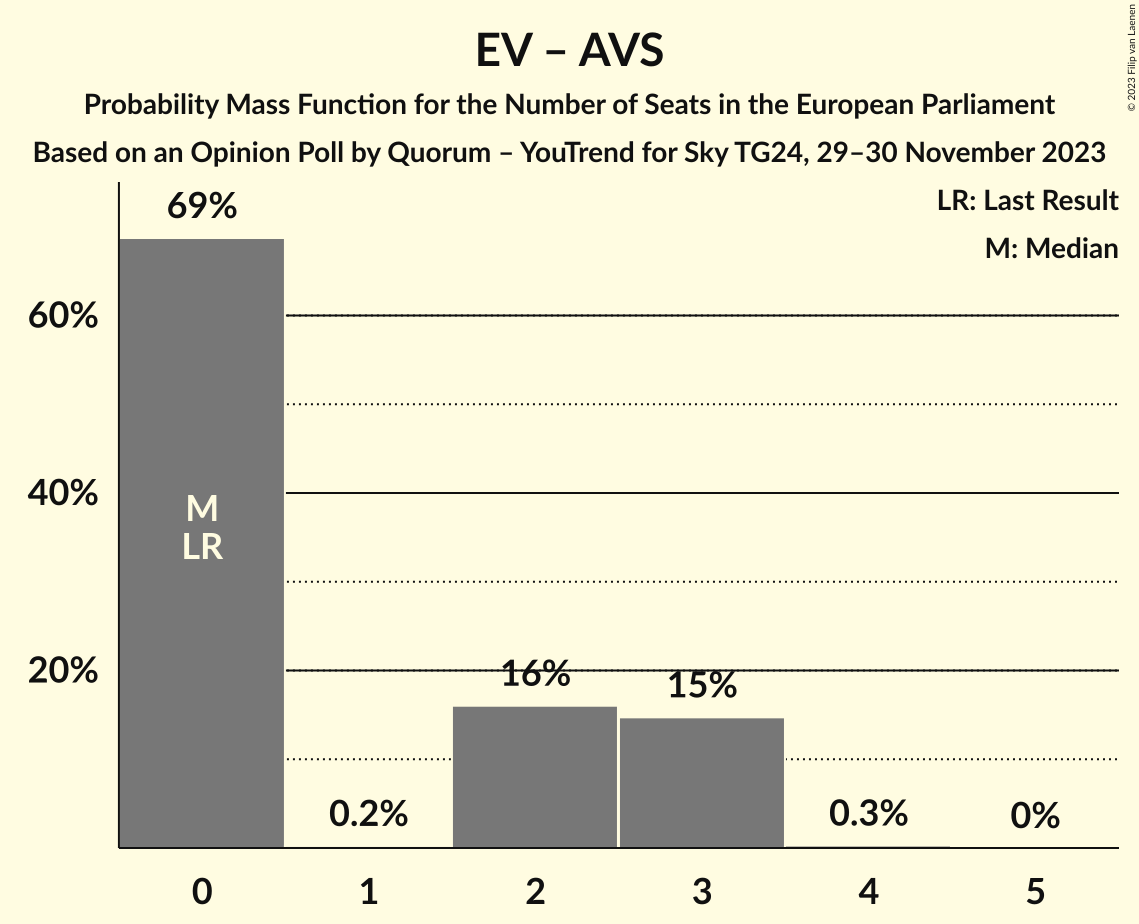 EV – AVS
Probability Mass Function for the Number of Seats in the European Parliament
Based on an Opinion Poll by Quorum – YouTrend for Sky TG24, 29–30 November 2023
© 2023 Filip van Laenen
LR: Last Result
M: Median
69%
60%
40%
20%
M
LR
16%
15%
0.2%
0.3%
0%
0 1 2 3 4 5